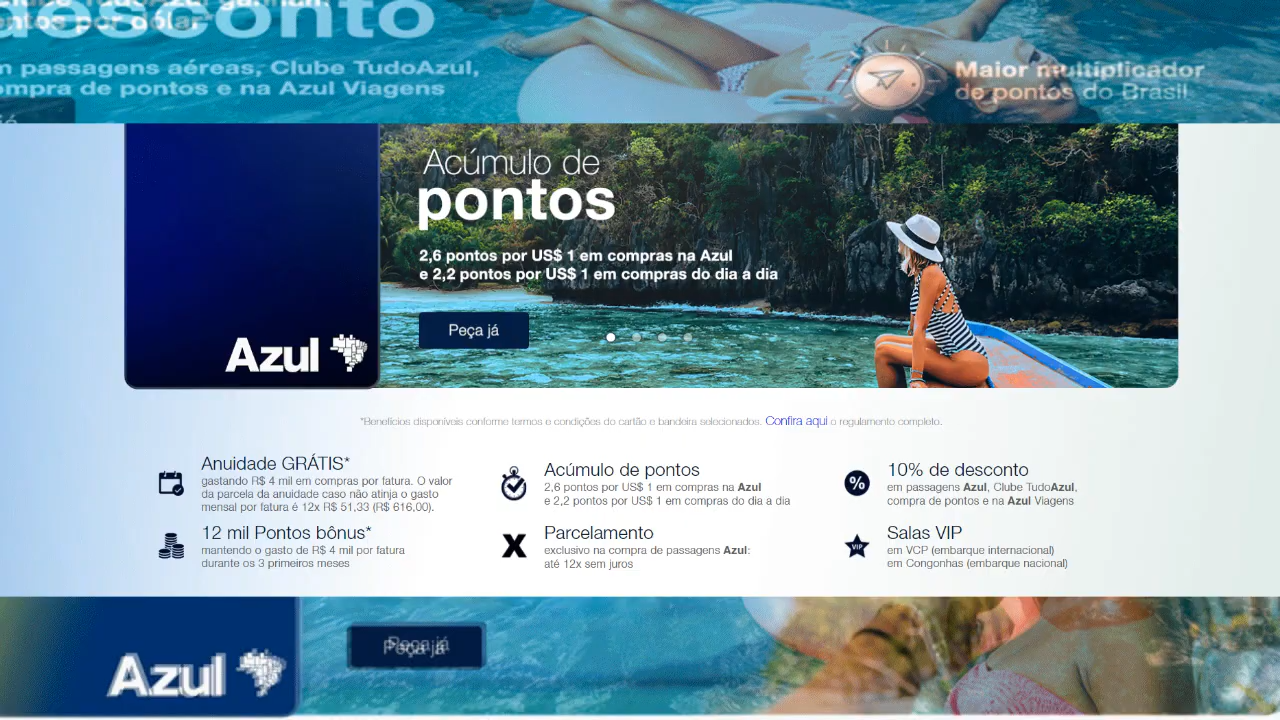 desconto
em passagens aéreas, Clube TudoAzul,
compra de pontos e na Azul Viagens
Maior multiplicador
de pontos do Brasil
Acúmulo de
pontos
2,6 pontos por US$ 1 em compras na Azul
e 2,2 pontos por US$ 1 em compras do dia a dia
Peça já
Azul
*Benefícios disponíveis conforme termos e condições do cartão e bandeira selecionados. Confira aqui o regulamento completo.
Anuidade GRÁTIS*
gastando R$ 4 mil em compras por fatura. O valor
da parcela da anuidade caso não atinja o gasto
mensal por fatura é 12x R$ 51,33 (R$ 616,00).
Acúmulo de pontos
2,6 pontos por US$ 1 em compras na Azul
e 2,2 pontos por US$ 1 em compras do dia a dia
10% de desconto
em passagens Azul, Clube TudoAzul,
compra de pontos e na Azul Viagens
12 mil Pontos bônus*
mantendo o gasto de R$ 4 mil por fatura
durante os 3 primeiros meses
Parcelamento
exclusivo na compra de passagens Azul:
até 12x sem juros
VIP
Salas VIP
em VCP (embarque internacional)
em Congonhas (embarque nacional)
Peça já
Azul